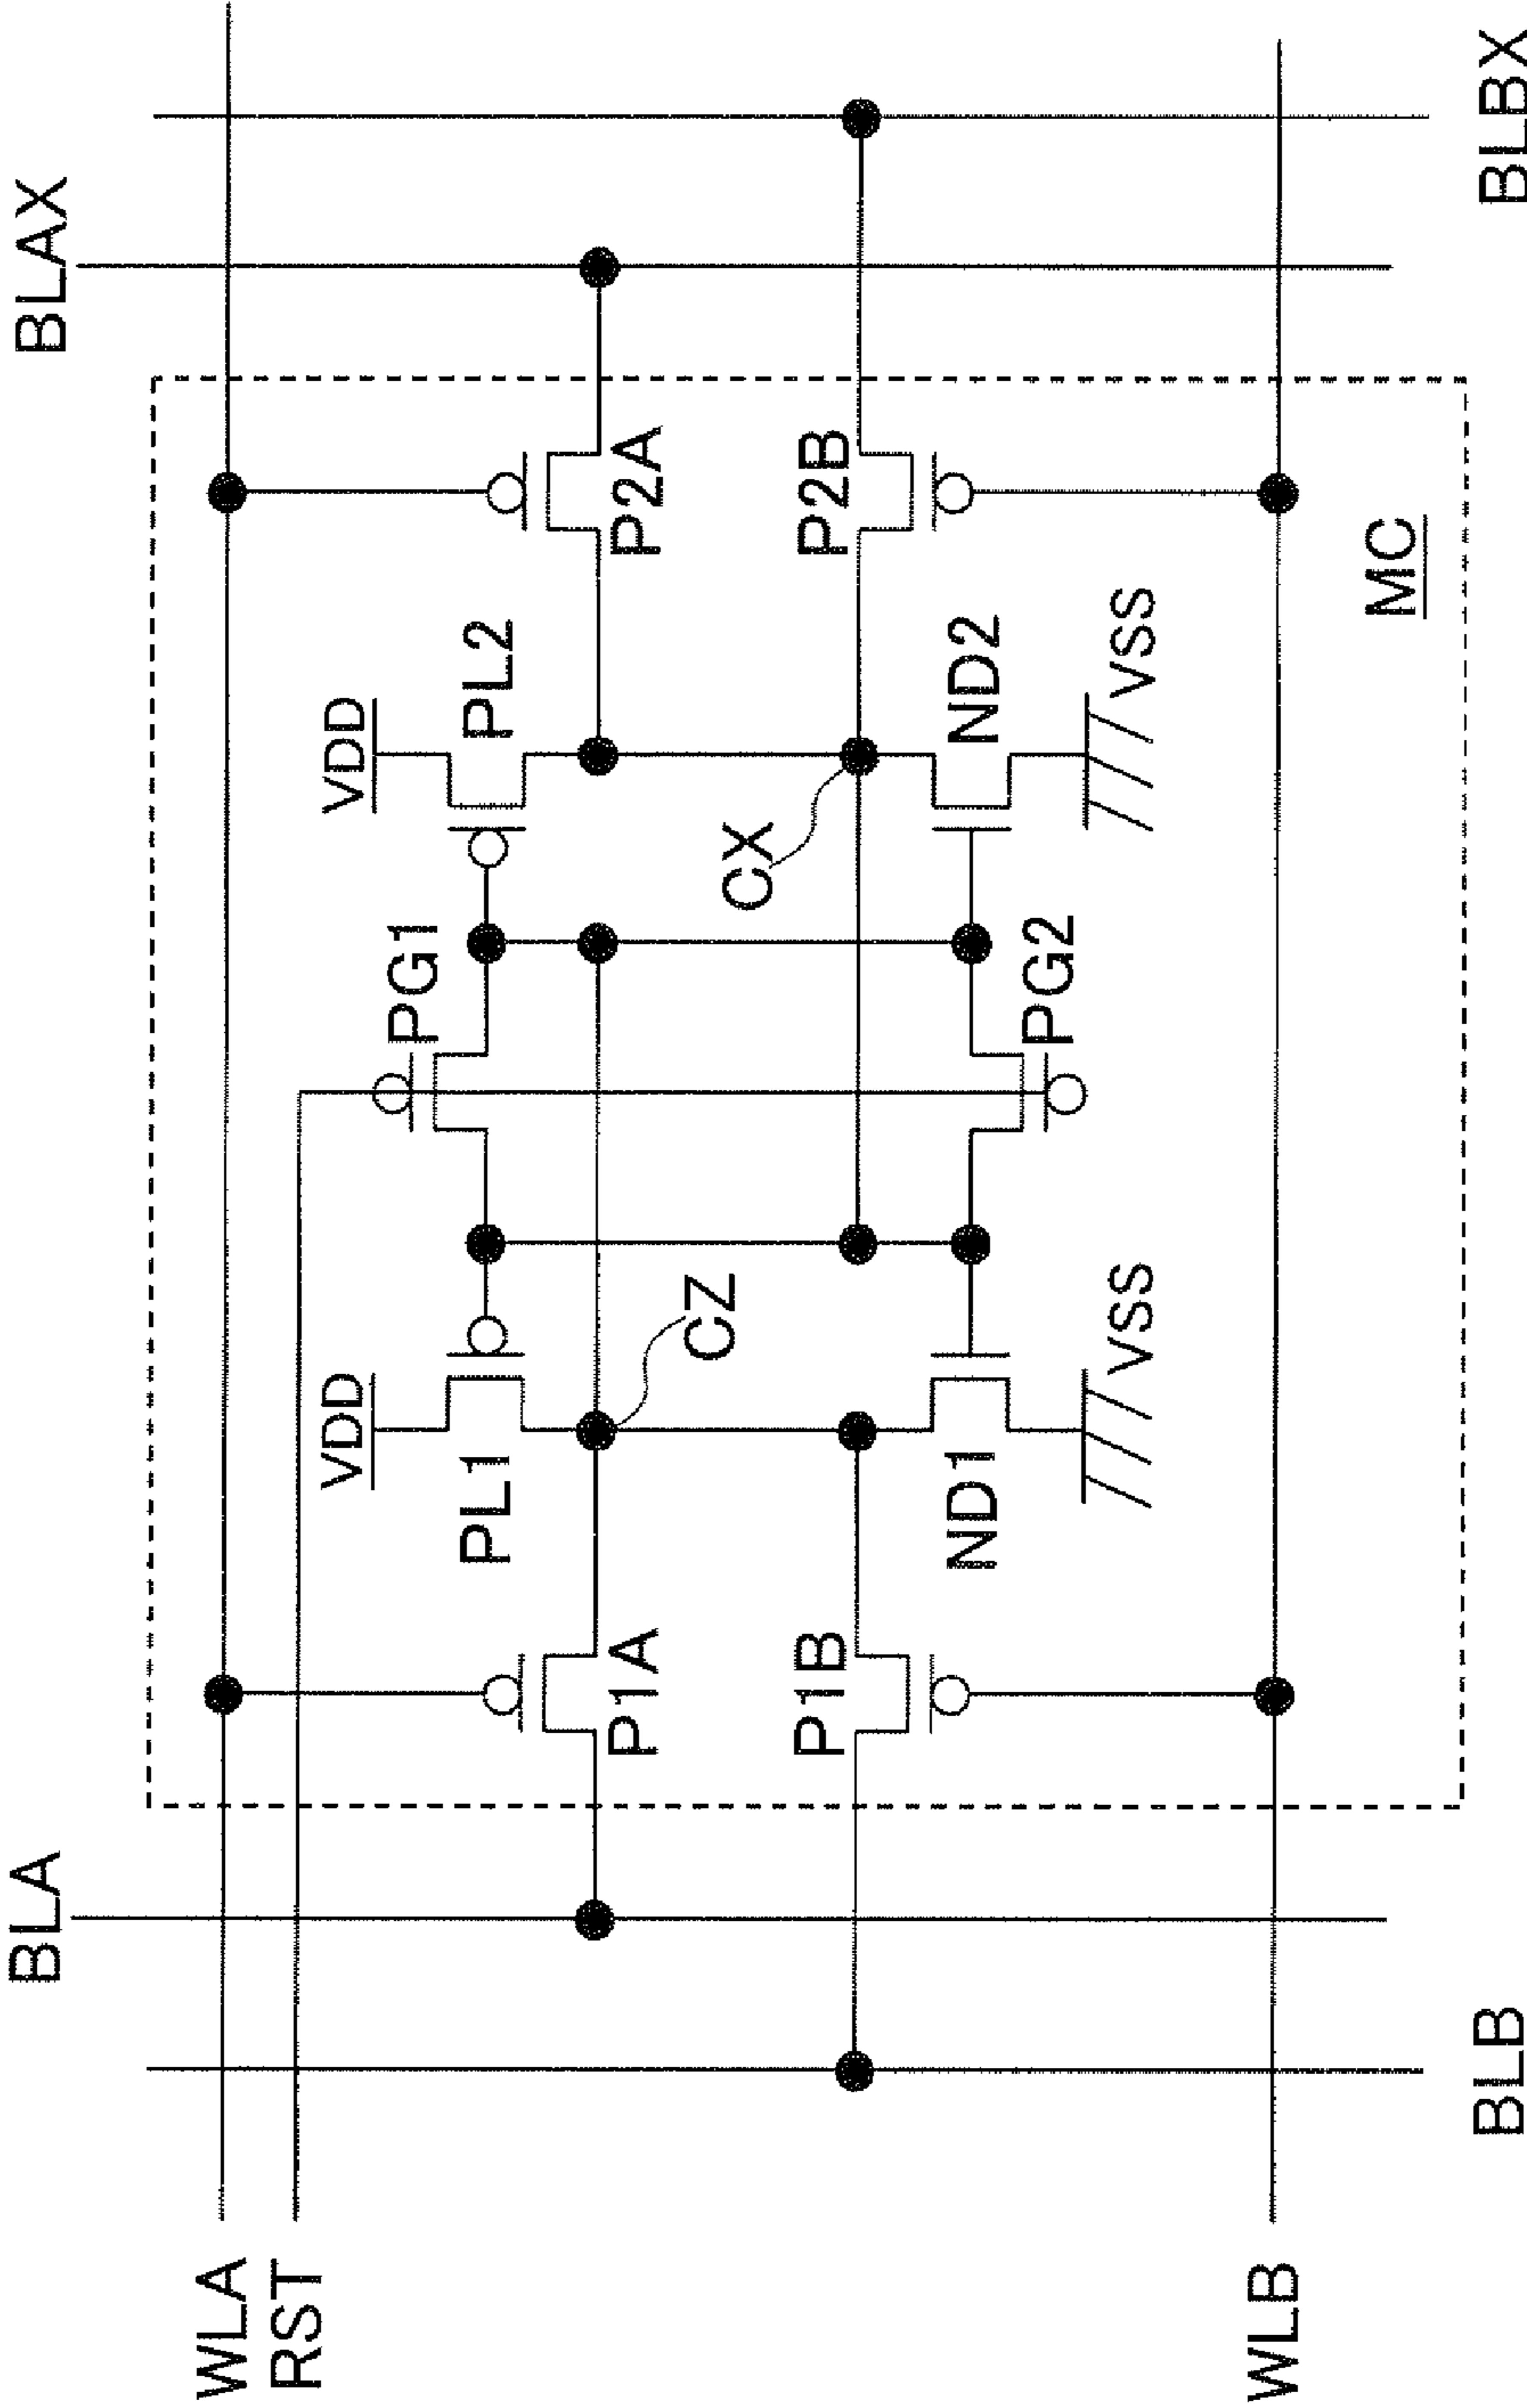 BLA
BLAX
WLA
RST
VDD
VDD
PL1
PG1
PL2
P1A
P2A
CZ
CX
P1B
P2B
ND1
PG2
ND2
VSS
VSS
WLB
MC
BLB
BLBX